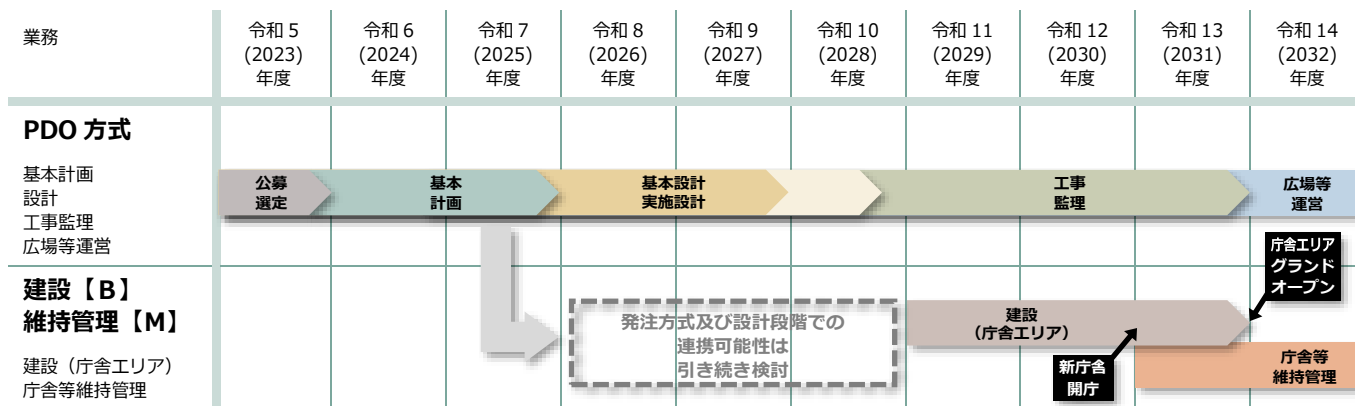 業務
令和 5
(2023)
年度
令和 6
(2024)
年度
令和 7
(2025)
年度
令和 8
(2026)
年度
令和 9
(2027)
年度
令和 10
(2028)
年度
令和 11
(2029)
年度
令和 12
(2030)
年度
令和 13
(2031)
年度
令和 14
(2032)
年度
PDO 方式
基本計画
設計
工事監理
広場等運営
公募
選定
基本
計画
基本設計
実施設計
工事
監理
広場等
運営
建設【B】
維持管理【M】
建設（庁舎エリア）
庁舎等維持管理
発注方式及び設計段階での
連携可能性は
引き続き検討
建設
（庁舎エリア）
新庁舎
開庁
庁舎エリア
グランド
オープン
庁舎等
維持管理